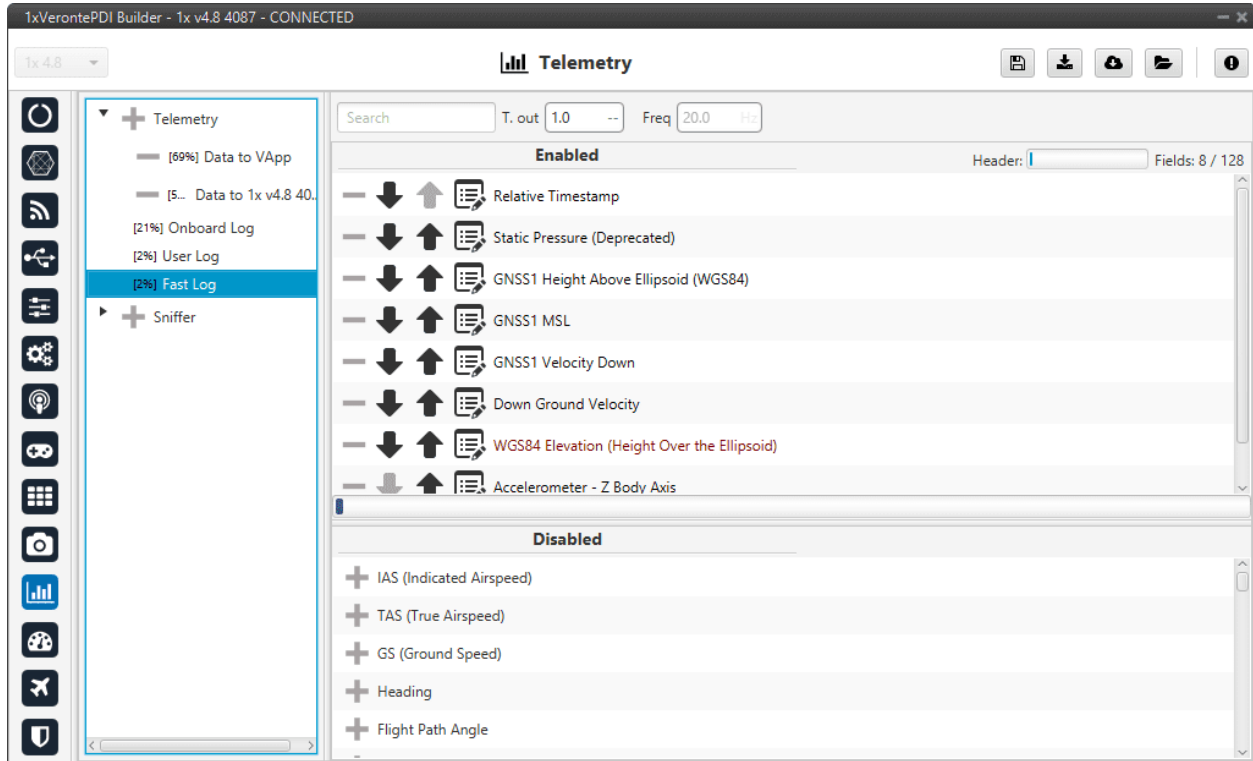 1xVerontePDI Builder - 1x v4.8 4087 - CONNECTED
1x 4.8
Telemetry
Telemetry
[69%] Data to VApp
[5... Data to 1x v4.8 40..
[21%] Onboard Log
[2%] User Log
[2%] Fast Log
Sniffer
Search T. out 1.0 -- Freq 20.0 Hz
Enabled
Header: Fields: 8 / 128
Relative Timestamp
Static Pressure (Deprecated)
GNSS1 Height Above Ellipsoid (WGS84)
GNSS1 MSL
GNSS1 Velocity Down
Down Ground Velocity
WGS84 Elevation (Height Over the Ellipsoid)
Accelerometer - Z Body Axis
Disabled
IAS (Indicated Airspeed)
TAS (True Airspeed)
GS (Ground Speed)
Heading
Flight Path Angle